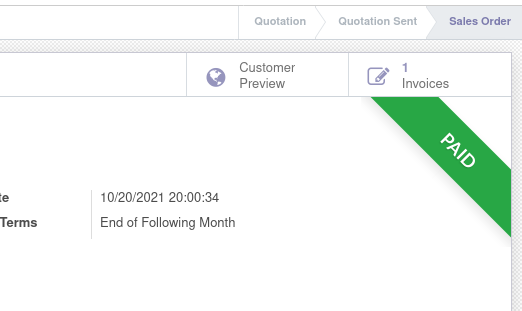 Quotation
Quotation Sent
Sales Order
Customer
Preview
1
Invoices
PAID
te
10/20/2021 20:00:34
Terms
End of Following Month